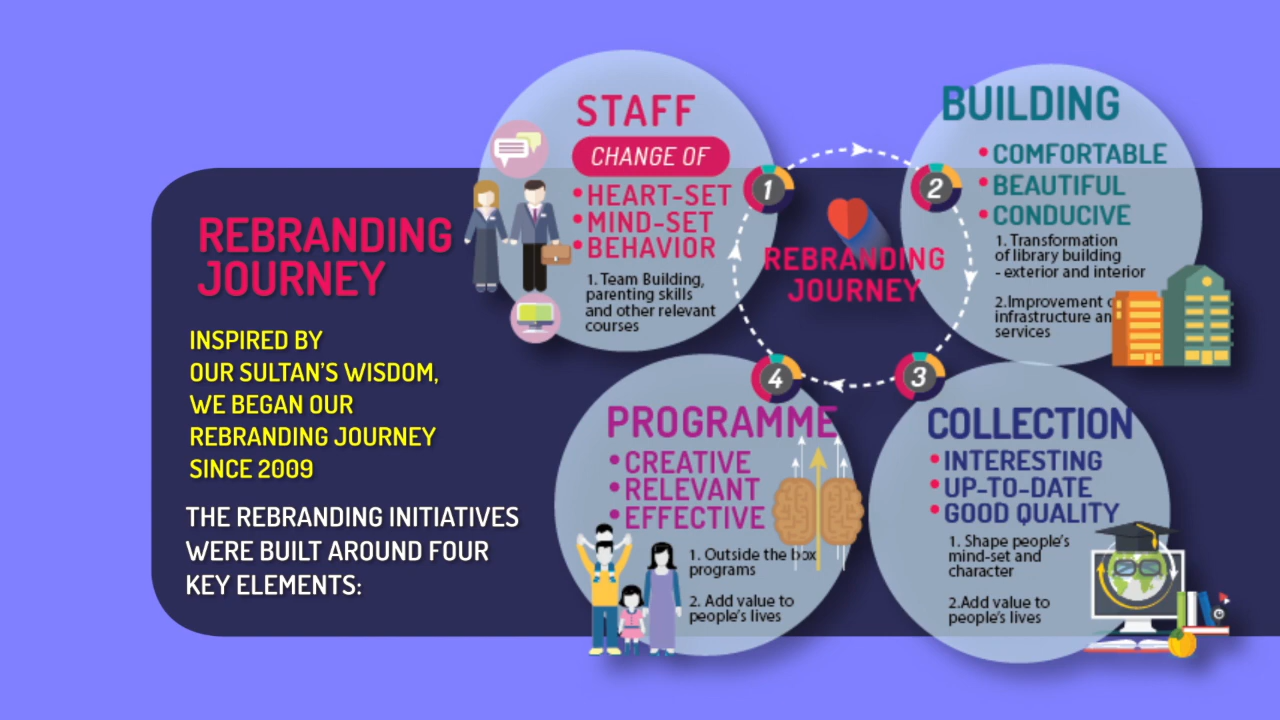 REBRANDING
JOURNEY
INSPIRED BY
OUR SULTAN'S WISDOM,
WE BEGAN OUR
REBRANDING JOURNEY
SINCE 2009
THE REBRANDING INITIATIVES
WERE BUILT AROUND FOUR
KEY ELEMENTS:
STAFF
CHANGE OF
• HEART-SET
• MIND-SET
• BEHAVIOR
1. Team Building,
parenting skills
and other relevant
courses
1
REBRANDING
JOURNEY
2
BUILDING
• COMFORTABLE
• BEAUTIFUL
• CONDUCIVE
1. Transformation
of library building
- exterior and interior
2.Improvement
infrastructure
services
3
COLLECTION
• INTERESTING
• UP-TO-DATE
• GOOD QUALITY
1. Shape people's
mind-set and
character
2.Add value to
people's lives
4
PROGRAMME
• CREATIVE
• RELEVANT
• EFFECTIVE
1. Outside the box
programs
2. Add value to
people's lives